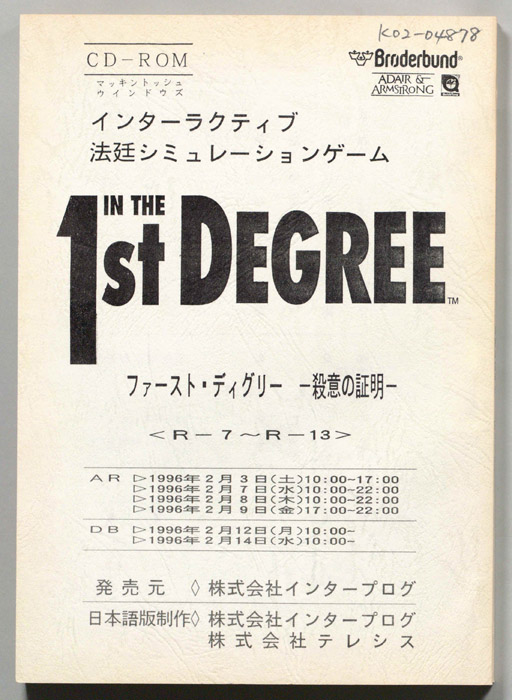 K02-04878
CD-ROM
マッキントッシュ
ウインドウズ
Brøderbund®
ADAIR &
ARMSTRONG
インターラクティブ
法廷シミュレーションゲーム
IN THE
1st DEGREE™
ファースト・ディグリー －殺意の証明－
＜R－7～R－13＞
AR ▷1996年2月3日(土)10:00~17:00
▷1996年2月7日(水)10:00~22:00
▷1996年2月8日(木)10:00~22:00
▷1996年2月9日(金)17:00~22:00
DB ▷1996年2月12日(月)10:00~
▷1996年2月14日(水)10:00~
発売元 ◇ 株式会社インタープログ
日本語版制作◇ 株式会社インタープログ
株式会社テレシス